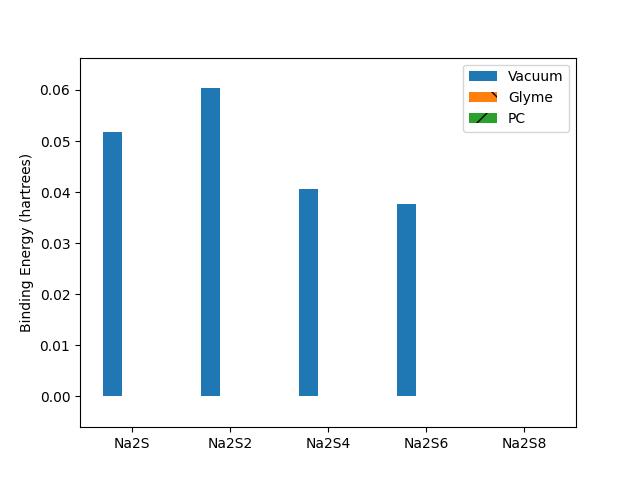 Vacuum
Glyme
PC
Binding Energy (hartrees)
0.06
0.05
0.04
0.03
0.02
0.01
0.00
Na2S Na2S2 Na2S4 Na2S6 Na2S8